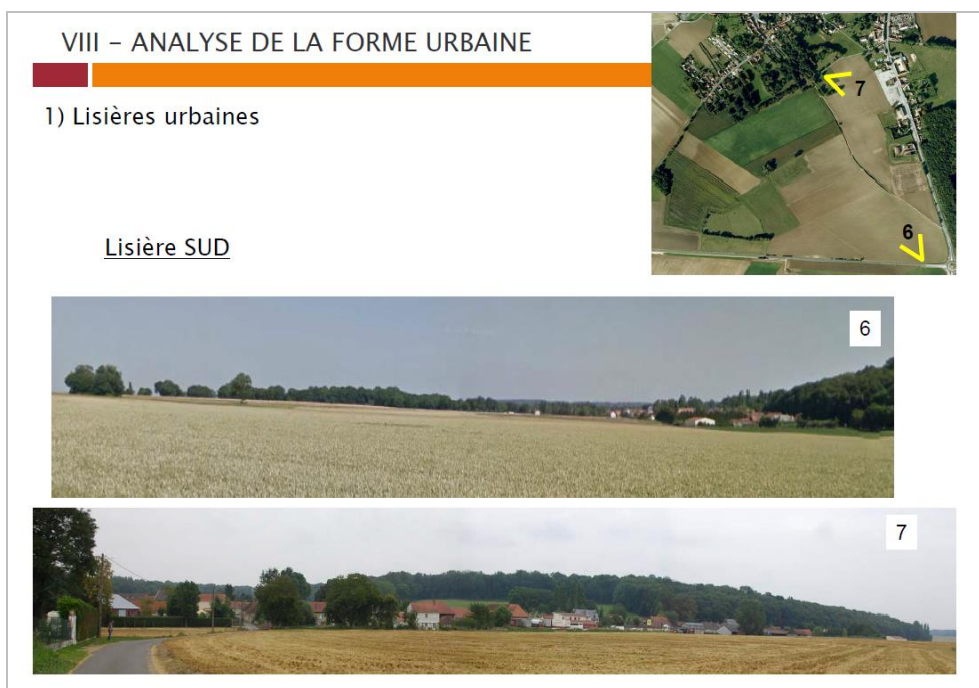 VIII – ANALYSE DE LA FORME URBAINE
7
1) Lisières urbaines
6
Lisière SUD
6
7